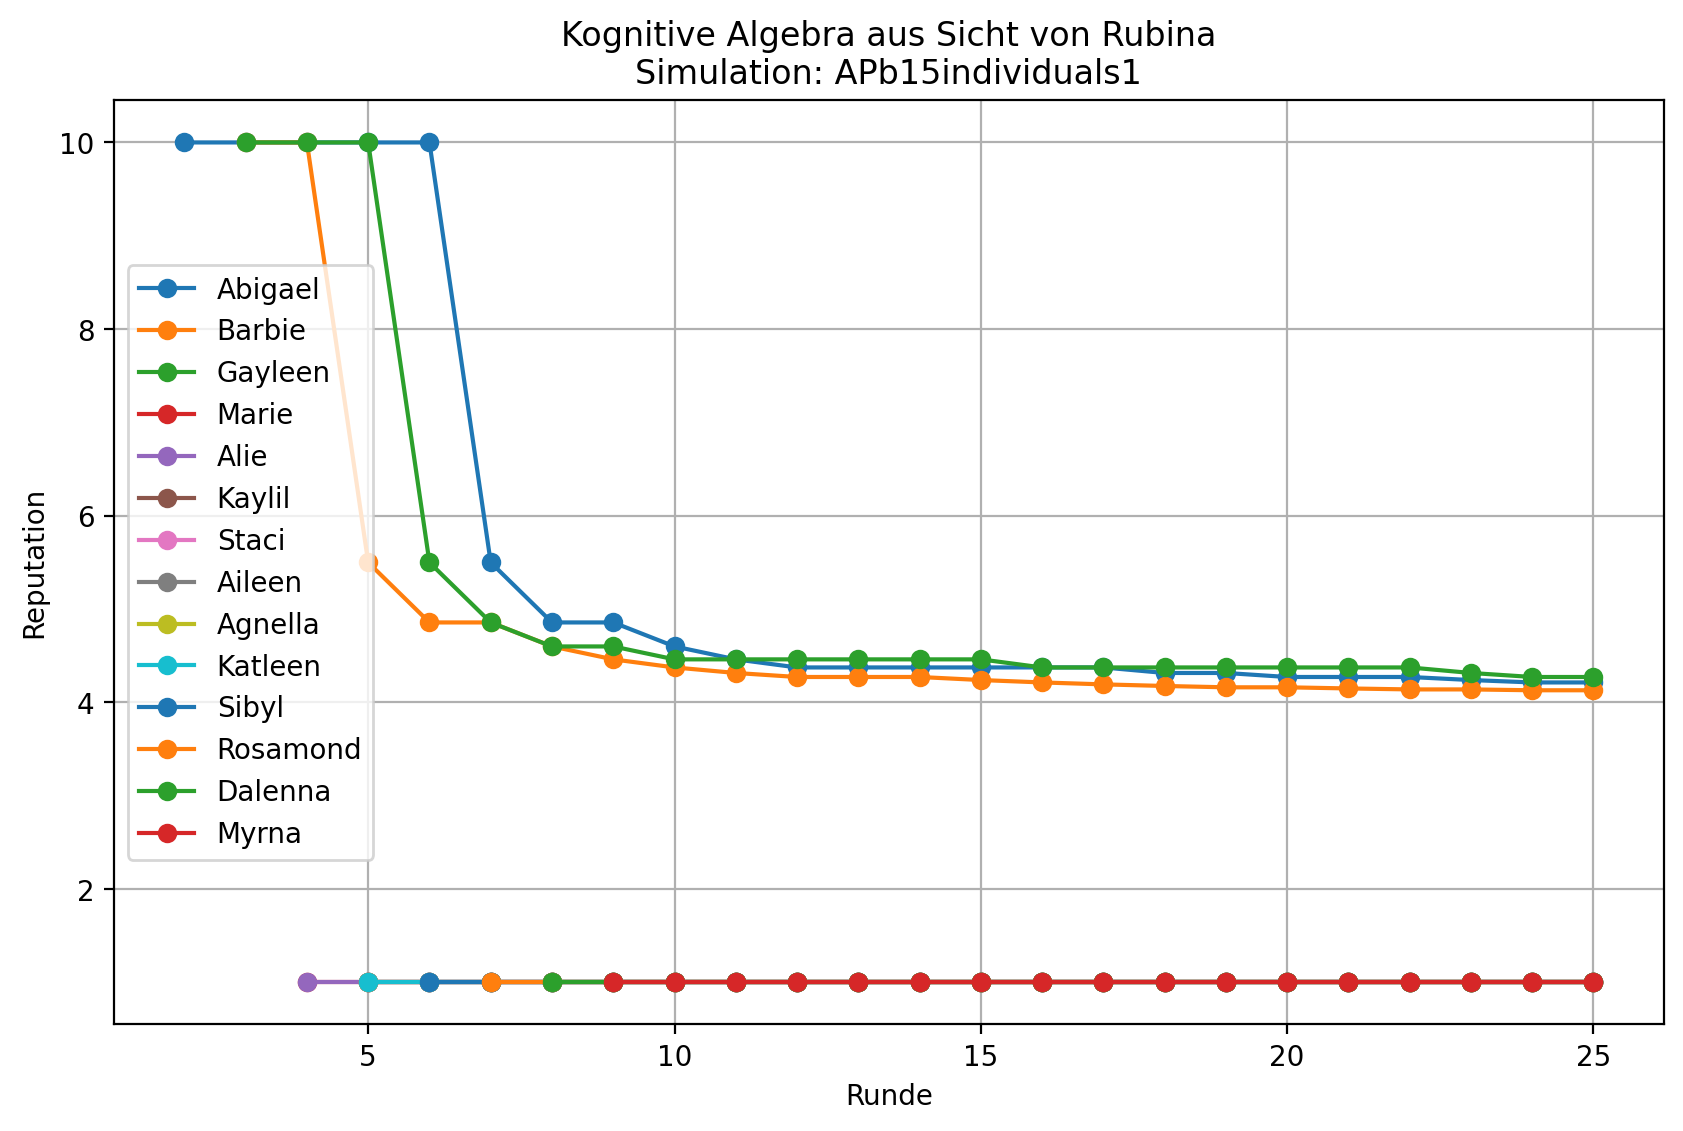 Kognitive Algebra aus Sicht von Rubina
Simulation: APb15individuals1
Reputation
10
8
6
4
2
Abigael
Barbie
Gayleen
Marie
Alie
Kaylil
Staci
Aileen
Agnella
Katleen
Sibyl
Rosamond
Dalenna
Myrna
5 10 15 20 25
Runde